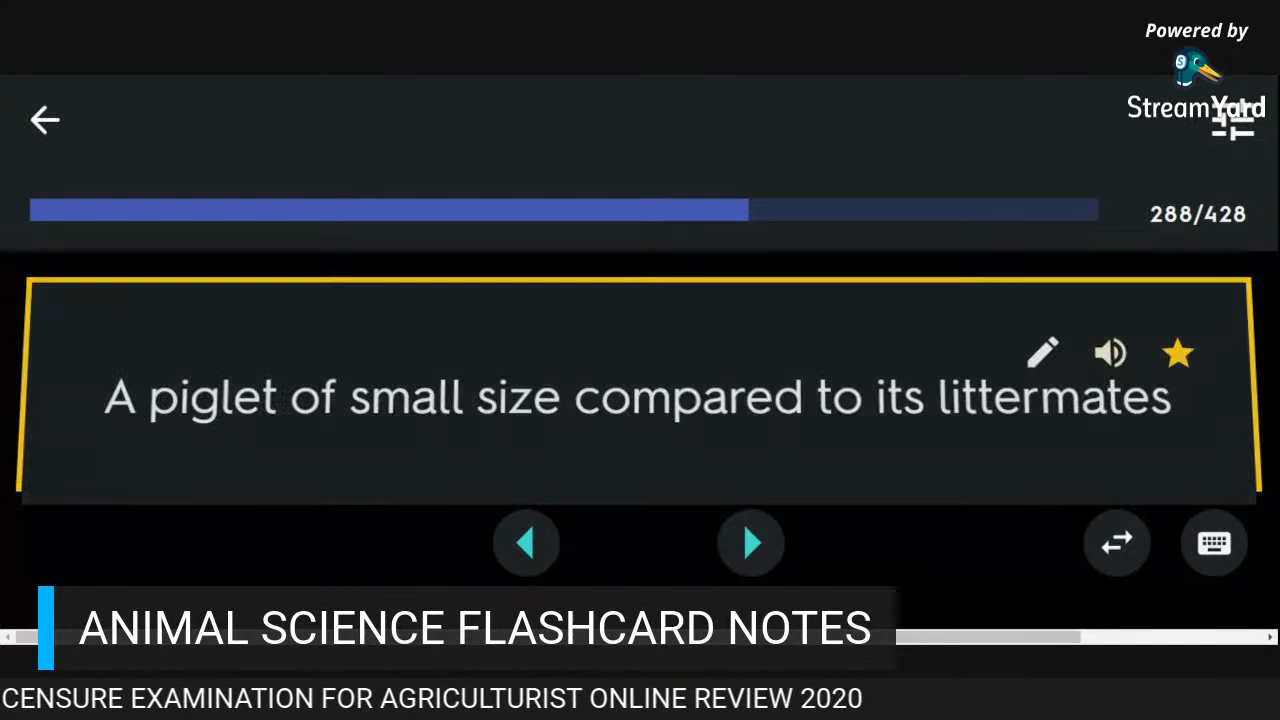 Powered by
StreamYard
288/428
A piglet of small size compared to its littermates
ANIMAL SCIENCE FLASHCARD NOTES
CENSURE EXAMINATION FOR AGRICULTURIST ONLINE REVIEW 2020